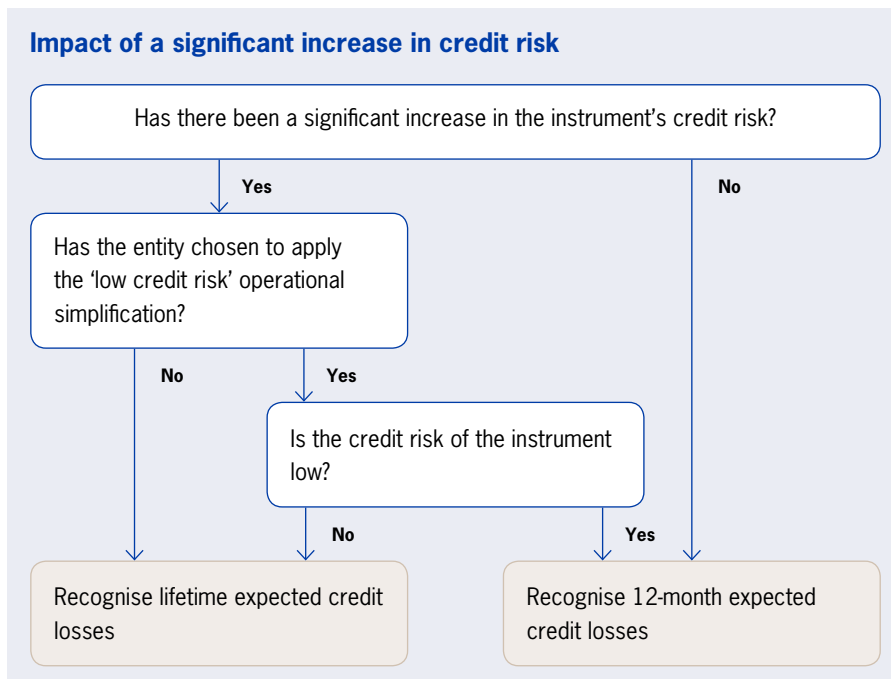 Impact of a significant increase in credit risk
Has there been a significant increase in the instrument's credit risk?
Yes
No
Has the entity chosen to apply
the ‘low credit risk’ operational
simplification?
No
Yes
Is the credit risk of the instrument
low?
No
Yes
Recognise lifetime expected credit
losses
Recognise 12-month expected
credit losses